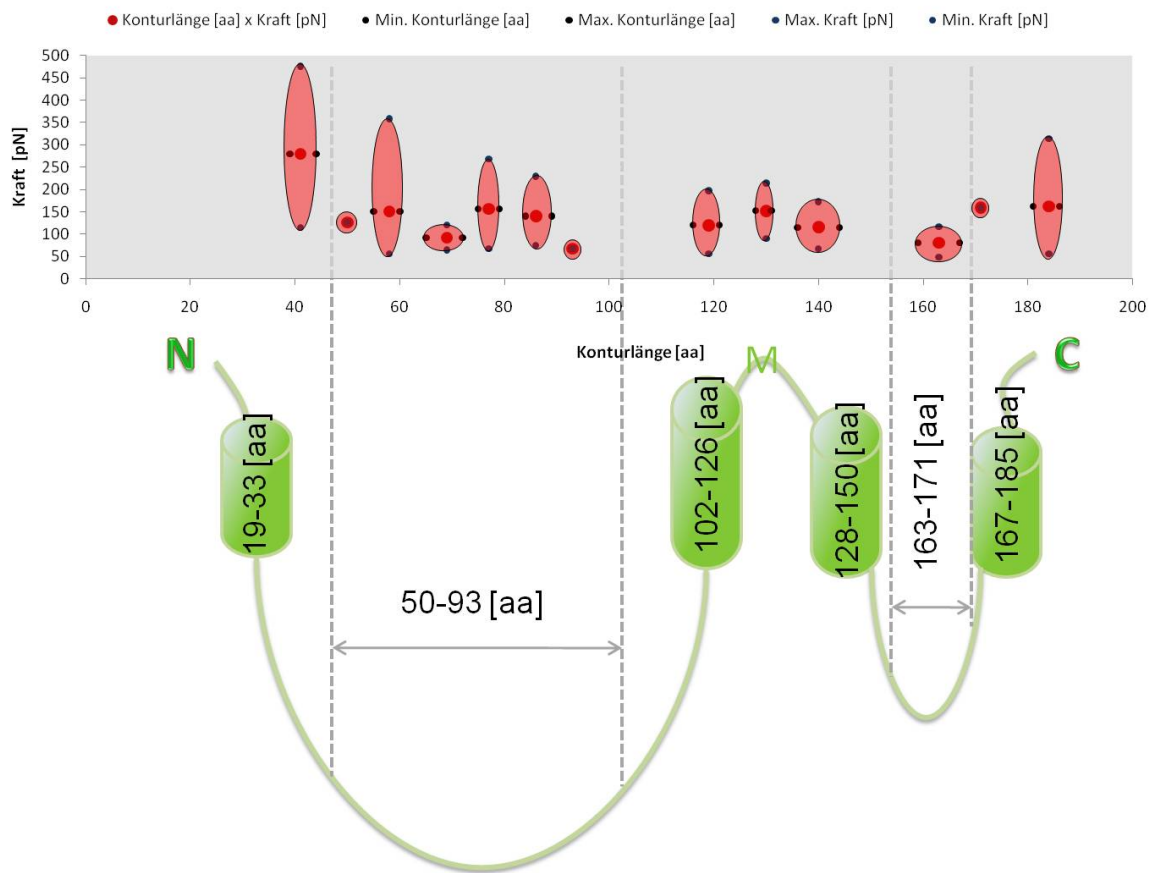 Konturlänge [aa] x Kraft [pN] Min. Konturlänge [aa] Max. Konturlänge [aa] Max. Kraft [pN] Min. Kraft [pN]
Kraft [pN]
500
450
400
350
300
250
200
150
100
50
0
0 20 40 60 80 100 120 140 160 180 200
Konturlänge [aa]
N M C
19-33 [aa]
102-126 [aa]
128-150 [aa]
163-171 [aa]
167-185 [aa]
50-93 [aa]